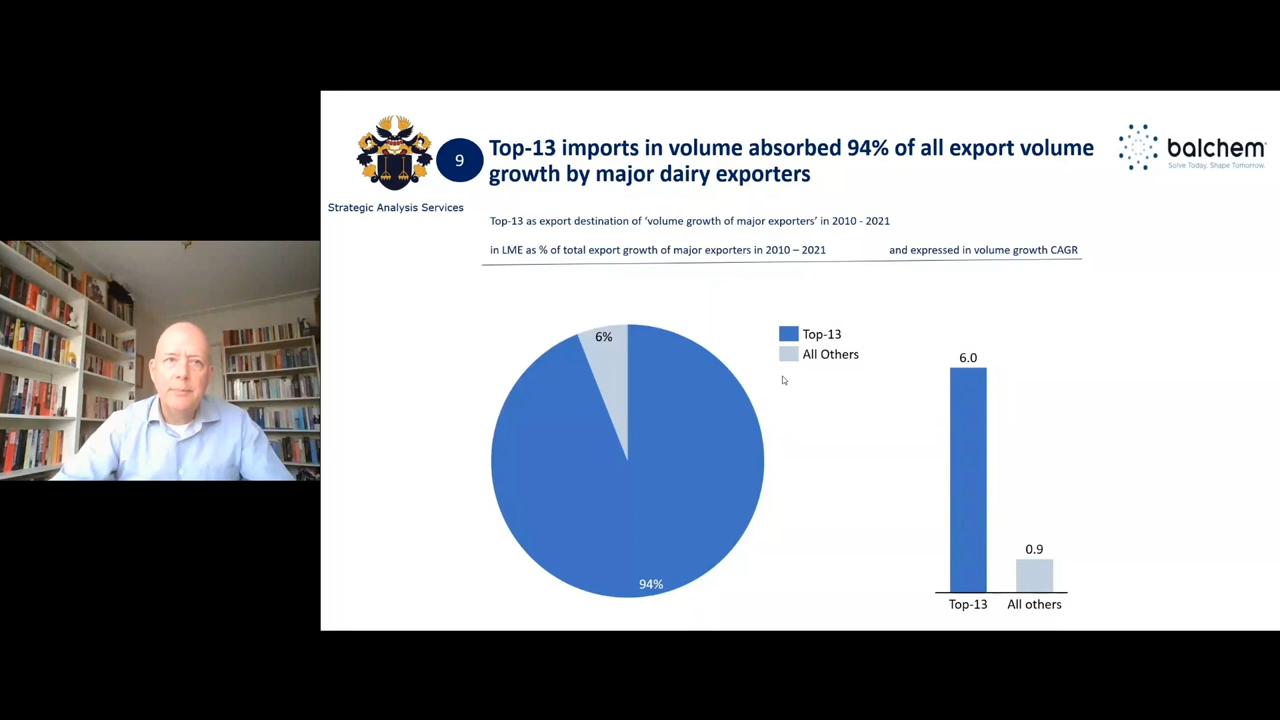 9
Top-13 imports in volume absorbed 94% of all export volume
growth by major dairy exporters
balchem
Solve Today. Shape Tomorrow.
Strategic Analysis Services
Top-13 as export destination of ‘volume growth of major exporters’ in 2010 - 2021
in LME as % of total export growth of major exporters in 2010 – 2021
and expressed in volume growth CAGR
6%
94%
Top-13
All Others
6.0
0.9
Top-13
All others